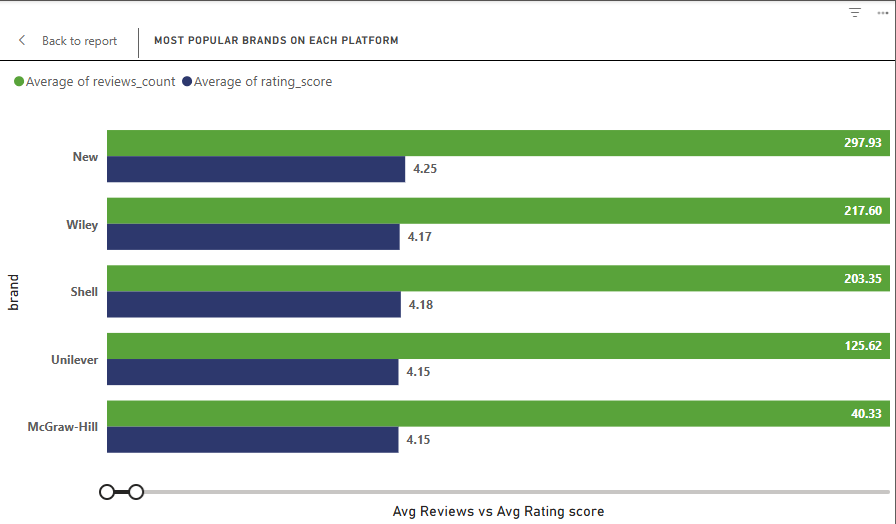 Back to report
MOST POPULAR BRANDS ON EACH PLATFORM
Average of reviews_count Average of rating_score
New
297.93
4.25
Wiley
217.60
4.17
brand
Shell
203.35
4.18
Unilever
125.62
4.15
McGraw-Hill
40.33
4.15
Avg Reviews vs Avg Rating score